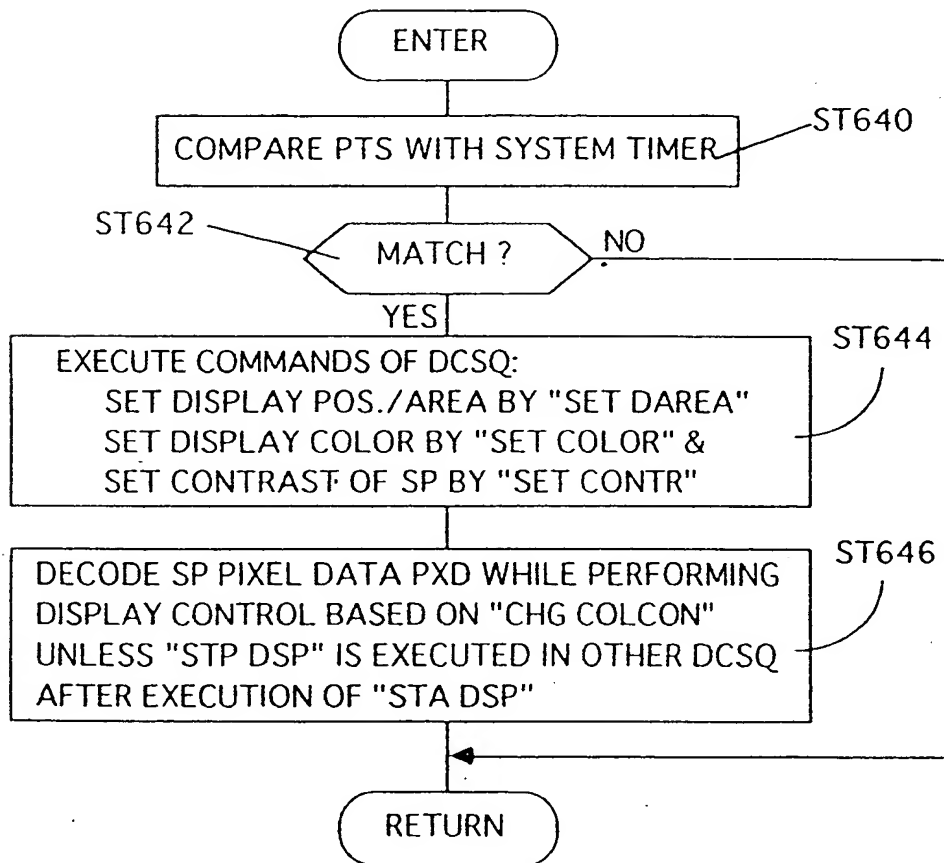 ENTER
COMPARE PTS WITH SYSTEM TIMER
ST640
ST642
MATCH ?
NO
YES
ST644
EXECUTE COMMANDS OF DCSQ:
SET DISPLAY POS./AREA BY "SET DAREA"
SET DISPLAY COLOR BY "SET COLOR" &
SET CONTRAST OF SP BY "SET CONTR"
ST646
DECODE SP PIXEL DATA PXD WHILE PERFORMING
DISPLAY CONTROL BASED ON "CHG COLCON"
UNLESS "STP DSP" IS EXECUTED IN OTHER DCSQ
AFTER EXECUTION OF "STA DSP"
RETURN